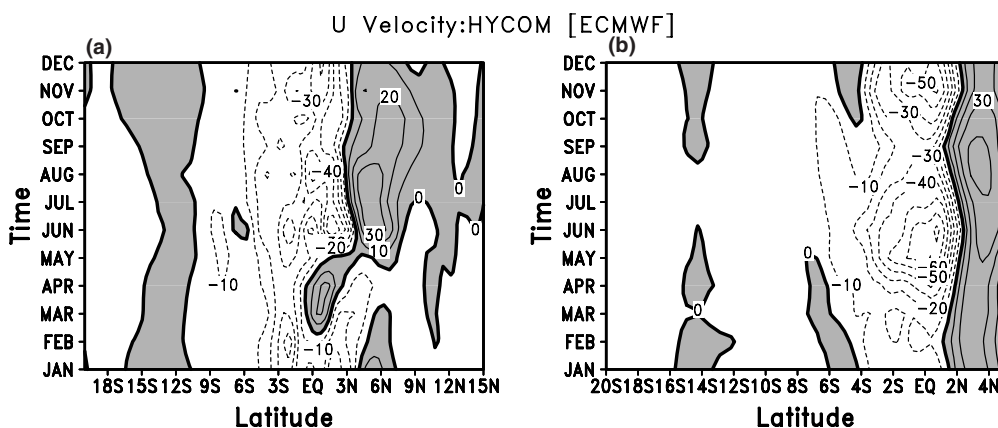 U Velocity:HYCOM [ECMWF]
(a)
(b)
DEC
NOV
OCT
SEP
AUG
JUL
JUN
MAY
APR
MAR
FEB
JAN
Time
18S 15S 12S 9S 6S 3S EQ 3N 6N 9N 12N 15N
Latitude
-30
20
-40
0
0
0
30
-20
10
-10
-10
DEC
NOV
OCT
SEP
AUG
JUL
JUN
MAY
APR
MAR
FEB
JAN
Time
20S 18S 16S 14S 12S 10S 8S 6S 4S EQ 2N 4N
Latitude
-50
30
-30
-30
-40
-10
0
-60
-50
-10
-20
0